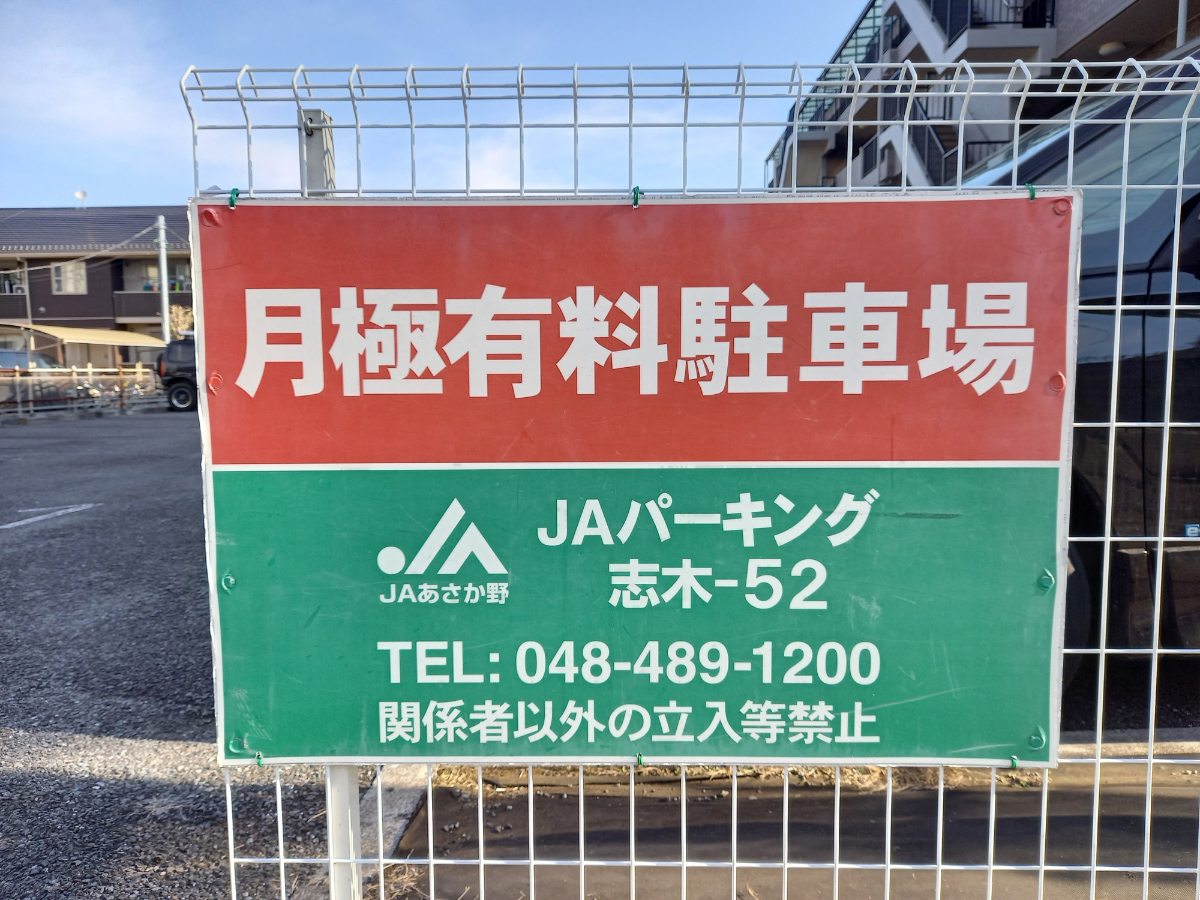 月極有料駐車場
JAパーキング
志木-52
JAあさか野
TEL: 048-489-1200
関係者以外の立入等禁止